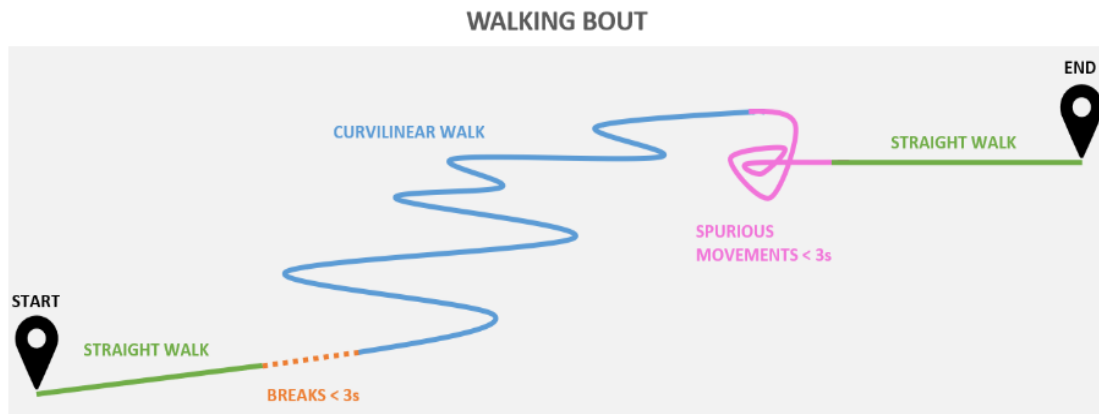 WALKING BOUT
END
CURVILINEAR WALK
STRAIGHT WALK
SPURIOUS
MOVEMENTS < 3s
START
STRAIGHT WALK
BREAKS < 3s